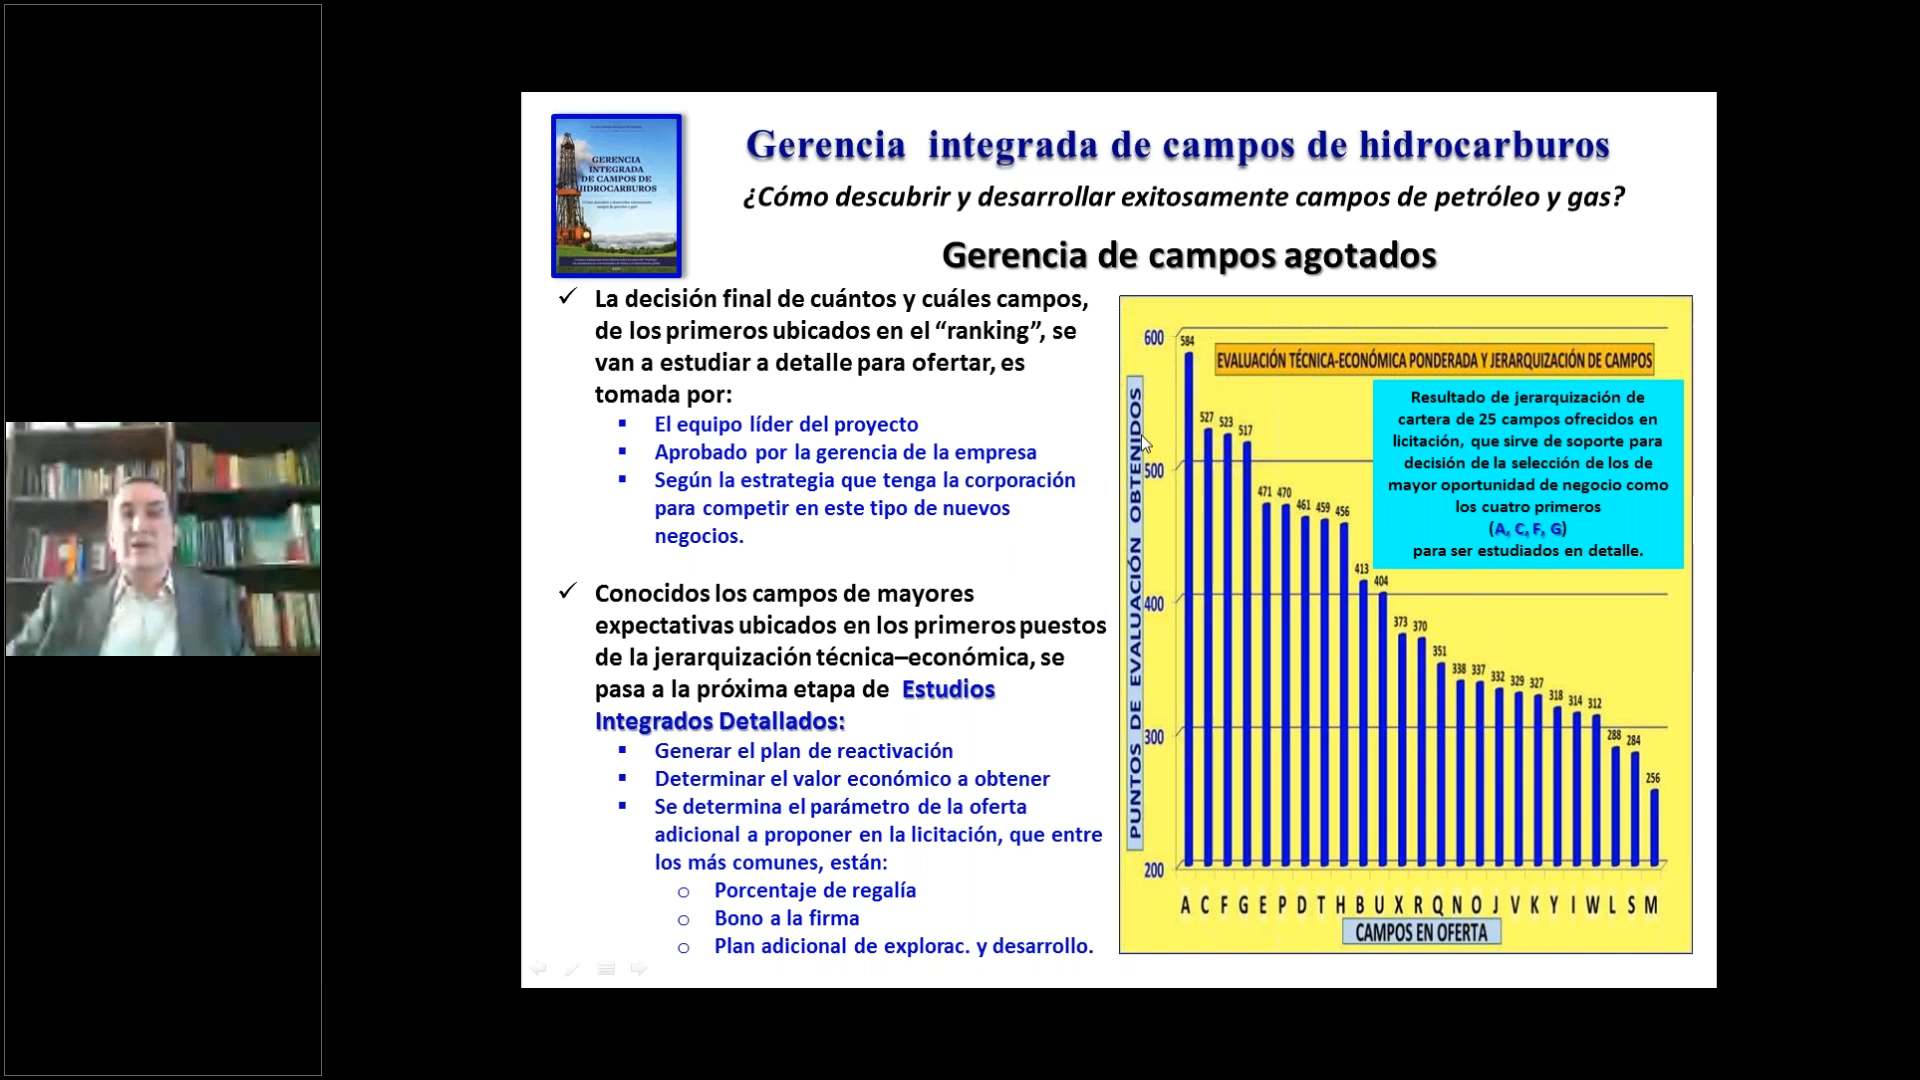 GERENCIA
INTEGRADA
DE CAMPOS DE
HIDROCARBUROS
Gerencia integrada de campos de hidrocarburos
¿Cómo descubrir y desarrollar exitosamente campos de petróleo y gas?
Gerencia de campos agotados
✓ La decisión final de cuántos y cuáles campos,
de los primeros ubicados en el “ranking”, se
van a estudiar a detalle para ofertar, es
tomada por:
▪ El equipo líder del proyecto
▪ Aprobado por la gerencia de la empresa
▪ Según la estrategia que tenga la corporación
para competir en este tipo de nuevos
negocios.
✓ Conocidos los campos de mayores
expectativas ubicados en los primeros puestos
de la jerarquización técnica–económica, se
pasa a la próxima etapa de Estudios
Integrados Detallados:
▪ Generar el plan de reactivación
▪ Determinar el valor económico a obtener
▪ Se determina el parámetro de la oferta
adicional a proponer en la licitación, que entre
los más comunes, están:
o Porcentaje de regalía
o Bono a la firma
o Plan adicional de explorac. y desarrollo.
EVALUACIÓN TÉCNICA-ECONÓMICA PONDERADA Y JERARQUIZACIÓN DE CAMPOS
Resultado de jerarquización de
cartera de 25 campos ofrecidos en
licitación, que sirve de soporte para
decisión de la selección de los de
mayor oportunidad de negocio como
los cuatro primeros
(A, C, F, G)
para ser estudiados en detalle.
PUNTOS DE EVALUACIÓN OBTENIDOS
600
500
400
300
200
584
527 523 517
471 470 461 459 456
413 404
373 370
351
338 337 332 329 327
318 314 312
288 284
256
A C F G E P D T H B U X R Q N O J V K Y I W L S M
CAMPOS EN OFERTA